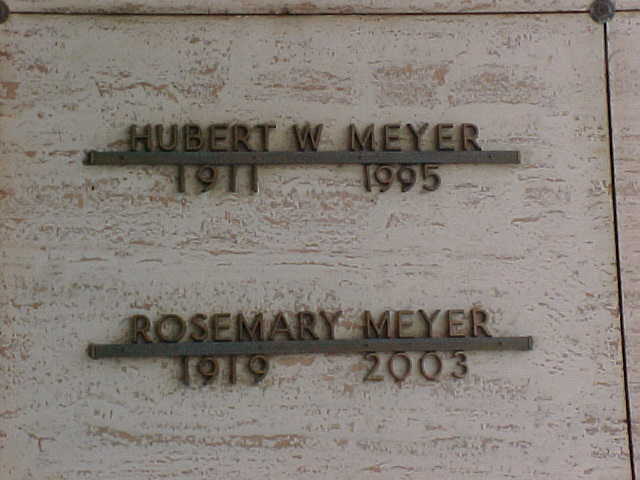 HUBERT W MEYER
1911 1995
ROSEMARY MEYER
1919 2003